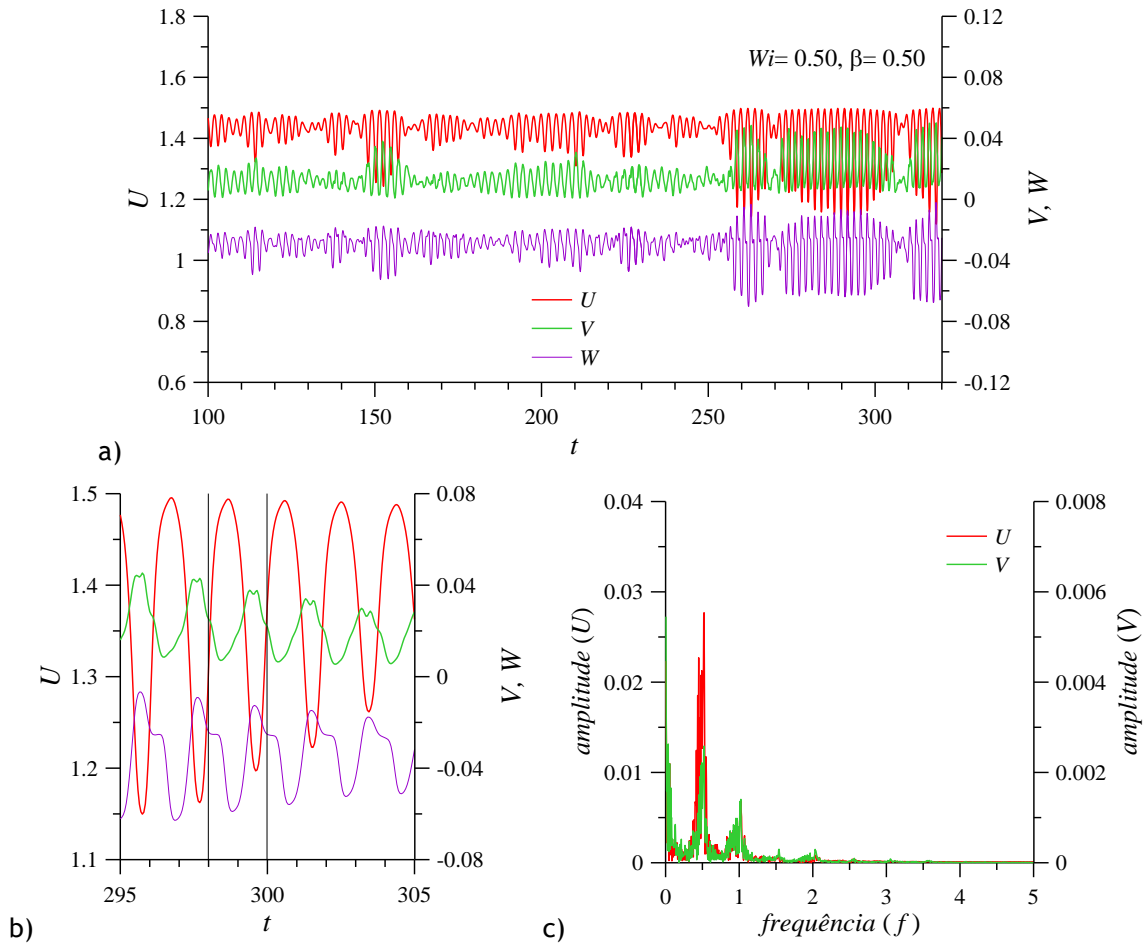 Wi= 0.50, β= 0.50
1.8
1.6
1.4
1.2
1
0.8
0.6
U
0.12
0.08
0.04
0
-0.04
-0.08
-0.12
V, W
U
V
W
100
150
200
250
300
t
a)
1.5
1.4
1.3
1.2
1.1
U
0.08
0.04
0
-0.04
-0.08
V, W
295
300
305
t
b)
0.04
0.03
0.02
0.01
0
amplitude (U)
0.008
0.006
0.004
0.002
0
amplitude (V)
U
V
0
1
2
3
4
5
frequência (f)
c)